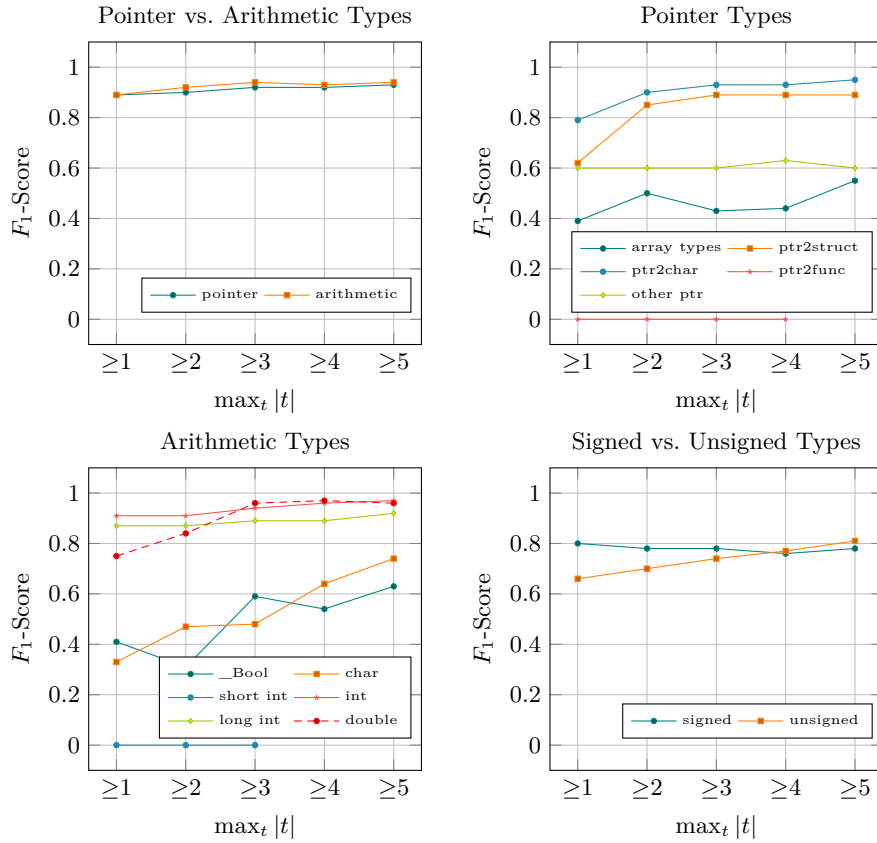 Pointer vs. Arithmetic Types
1
0.8
0.6
0.4
0.2
0
F₁-Score
pointer arithmetic
≥1 ≥2 ≥3 ≥4 ≥5
maxₜ |t|
Pointer Types
1
0.8
0.6
0.4
0.2
0
F₁-Score
array types ptr2struct
ptr2char ptr2func
other ptr
≥1 ≥2 ≥3 ≥4 ≥5
maxₜ |t|
Arithmetic Types
1
0.8
0.6
0.4
0.2
0
F₁-Score
_Bool char
short int int
long int double
≥1 ≥2 ≥3 ≥4 ≥5
maxₜ |t|
Signed vs. Unsigned Types
1
0.8
0.6
0.4
0.2
0
F₁-Score
signed unsigned
≥1 ≥2 ≥3 ≥4 ≥5
maxₜ |t|